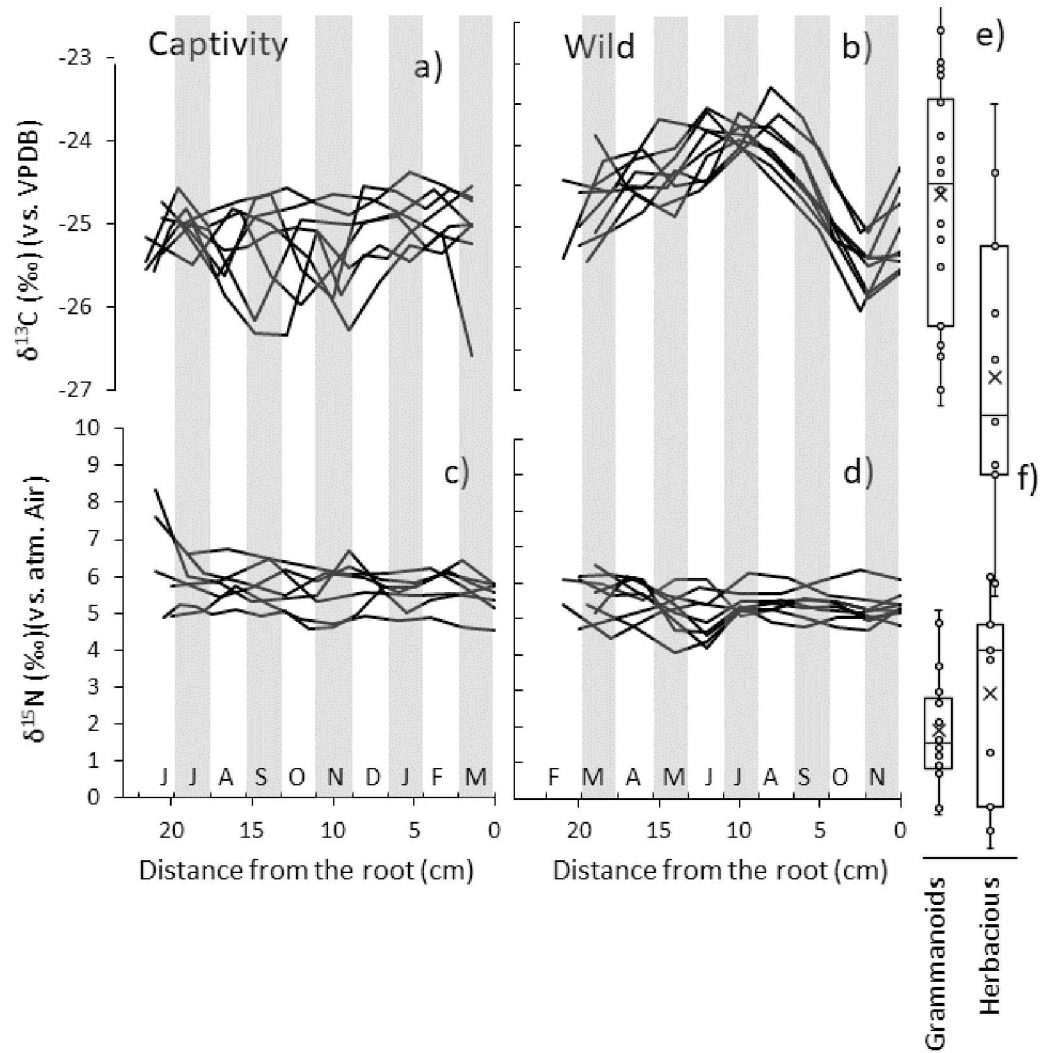 Captivity
a)
Wild
b)
e)
-23
-24
-25
-26
-27
δ¹³C (‰) (vs. VPDB)
c)
d)
f)
10
9
8
7
6
5
4
3
2
1
0
δ¹⁵N (‰)(vs. atm. Air)
J J A S O N D J F M
F M A M J J A S O N
20 15 10 5 0
20 15 10 5 0
Distance from the root (cm)
Distance from the root (cm)
Grammanoids
Herbacious